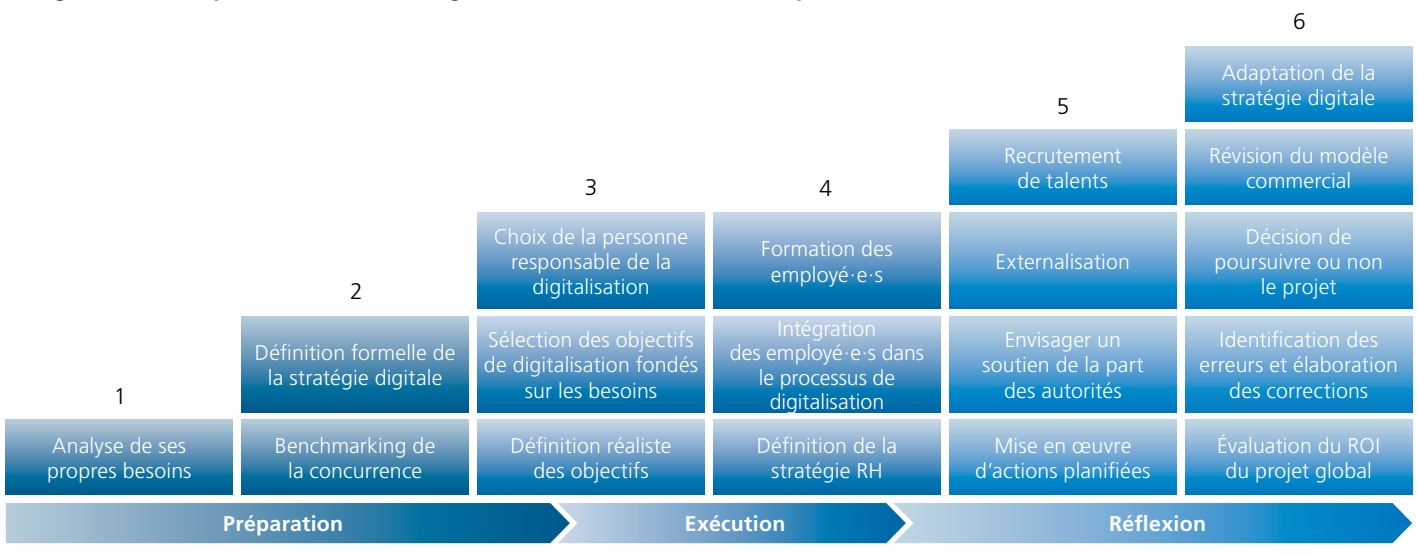 1
Analyse de ses
propres besoins
2
Définition formelle de
la stratégie digitale
Benchmarking de
la concurrence
3
Choix de la personne
responsable de la
digitalisation
Sélection des objectifs
de digitalisation fondés
sur les besoins
Définition réaliste
des objectifs
4
Formation des
employé·e·s
Intégration
des employé·e·s dans
le processus de
digitalisation
Définition de la
stratégie RH
5
Recrutement
de talents
Externalisation
Envisager un
soutien de la part
des autorités
Mise en œuvre
d'actions planifiées
6
Adaptation de la
stratégie digitale
Révision du modèle
commercial
Décision de
poursuivre ou non
le projet
Identification des
erreurs et élaboration
des corrections
Évaluation du ROI
du projet global
Préparation
Exécution
Réflexion